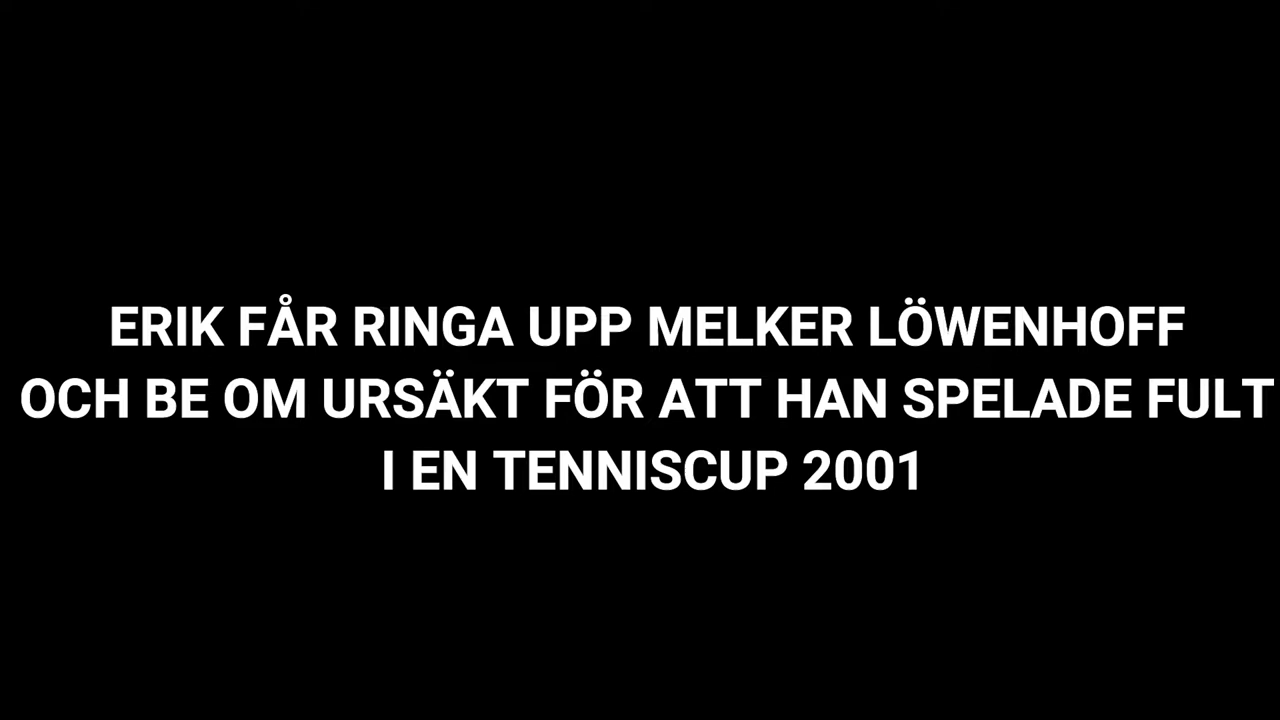 ERIK FÅR RINGA UPP MELKER LÖWENHOFF
OCH BE OM URSÄKT FÖR ATT HAN SPELADE FULT
I EN TENNISCUP 2001